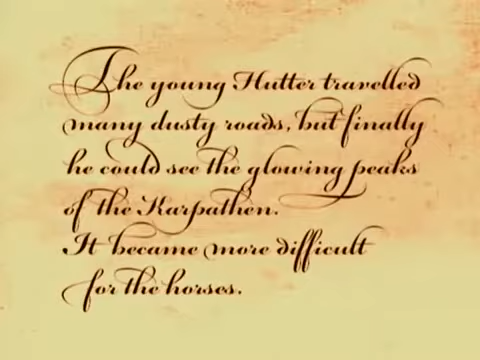 The young Hutter travelled
many dusty roads, but finally
he could see the glowing peaks
of the Karpathen.
It became more difficult
for the horses.